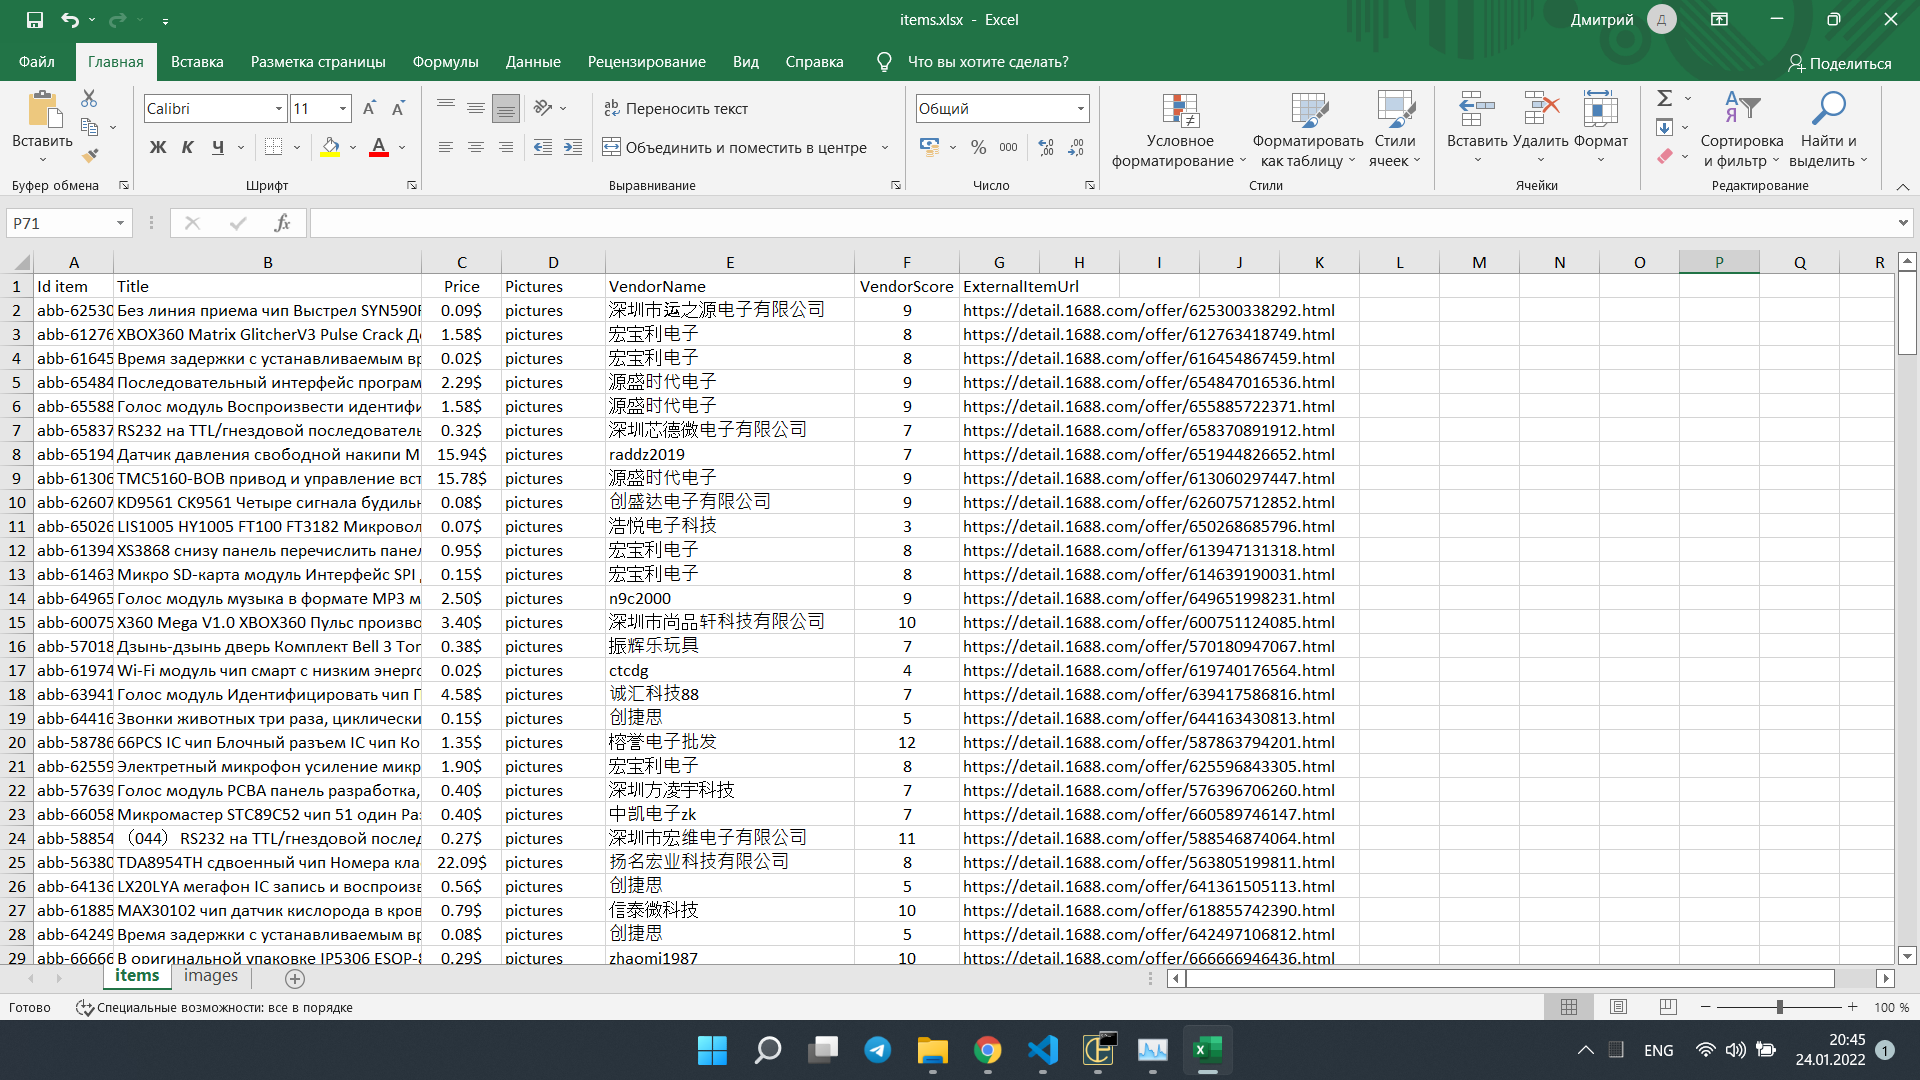 items.xlsx - Excel
Дмитрий
Д
Файл Главная Вставка Разметка страницы Формулы Данные Рецензирование Вид Справка Что вы хотите сделать? Поделиться
Вставить
Буфер обмена
Calibri 11
Ж К Ч
Шрифт
Переносить текст
Объединить и поместить в центре
Выравнивание
Общий
% 000
Число
Условное форматирование
Форматировать как таблицу
Стили ячеек
Стили
Вставить Удалить Формат
Ячейки
Сортировка и фильтр
Найти и выделить
Редактирование
P71
fx
A B C D E F G H I J K L M N O P Q R
1 Id item Title Price Pictures VendorName VendorScore ExternalItemUrl
2 abb-62530 Без линия приема чип Выстрел SYN590R 0.09$ pictures 深圳市运之源电子有限公司 9 https://detail.1688.com/offer/625300338292.html
3 abb-61276 XBOX360 Matrix GlitcherV3 Pulse Crack Д 1.58$ pictures 宏宝利电子 8 https://detail.1688.com/offer/612763418749.html
4 abb-61645 Время задержки с устанавливаемым вр 0.02$ pictures 宏宝利电子 8 https://detail.1688.com/offer/616454867459.html
5 abb-65484 Последовательный интерфейс програм 2.29$ pictures 源盛时代电子 9 https://detail.1688.com/offer/654847016536.html
6 abb-65588 Голос модуль Воспроизвести идентифи 1.58$ pictures 源盛时代电子 9 https://detail.1688.com/offer/655885722371.html
7 abb-65837 RS232 на TTL/гнездовой последователь 0.32$ pictures 深圳芯德微电子有限公司 7 https://detail.1688.com/offer/658370891912.html
8 abb-65194 Датчик давления свободной накипи М 15.94$ pictures raddz2019 7 https://detail.1688.com/offer/651944826652.html
9 abb-61306 TMC5160-BOB привод и управление вст 15.78$ pictures 源盛时代电子 9 https://detail.1688.com/offer/613060297447.html
10 abb-62607 KD9561 CK9561 Четыре сигнала будильн 0.08$ pictures 创盛达电子有限公司 9 https://detail.1688.com/offer/626075712852.html
11 abb-65026 LIS1005 HY1005 FT100 FT3182 Микровол 0.07$ pictures 浩悦电子科技 3 https://detail.1688.com/offer/650268685796.html
12 abb-61394 XS3868 снизу панель перечислить панел 0.95$ pictures 宏宝利电子 8 https://detail.1688.com/offer/613947131318.html
13 abb-61463 Микро SD-карта модуль Интерфейс SPI 0.15$ pictures 宏宝利电子 8 https://detail.1688.com/offer/614639190031.html
14 abb-64965 Голос модуль музыка в формате MP3 м 2.50$ pictures n9c2000 9 https://detail.1688.com/offer/649651998231.html
15 abb-60075 X360 Mega V1.0 XBOX360 Пульс произво 3.40$ pictures 深圳市尚品轩科技有限公司 10 https://detail.1688.com/offer/600751124085.html
16 abb-57018 Дзынь-дзынь дверь Комплект Bell 3 Tor 0.38$ pictures 振辉乐玩具 7 https://detail.1688.com/offer/570180947067.html
17 abb-61974 Wi-Fi модуль чип смарт с низким энерго 0.02$ pictures ctcdg 4 https://detail.1688.com/offer/619740176564.html
18 abb-63941 Голос модуль Идентифицировать чип Г 4.58$ pictures 诚汇科技88 7 https://detail.1688.com/offer/639417586816.html
19 abb-64416 Звонки животных три раза, циклически 0.15$ pictures 创捷思 5 https://detail.1688.com/offer/644163430813.html
20 abb-58786 66PCS IC чип Блочный разъем IC чип Ко 1.35$ pictures 榕誉电子批发 12 https://detail.1688.com/offer/587863794201.html
21 abb-62559 Электретный микрофон усиление микр 1.90$ pictures 宏宝利电子 8 https://detail.1688.com/offer/625596843305.html
22 abb-57639 Голос модуль PCBA панель разработка, 0.40$ pictures 深圳方凌宇科技 7 https://detail.1688.com/offer/576396706260.html
23 abb-66058 Микромастер STC89C52 чип 51 один Ра 0.40$ pictures 中凯电子zk 7 https://detail.1688.com/offer/660589746147.html
24 abb-58854 （044） RS232 на TTL/гнездовой послед 0.27$ pictures 深圳市宏维电子有限公司 11 https://detail.1688.com/offer/588546874064.html
25 abb-56380 TDA8954TH сдвоенный чип Номера кла 22.09$ pictures 扬名宏业科技有限公司 8 https://detail.1688.com/offer/563805199811.html
26 abb-64136 LX20LYA мегафон IC запись и воспроизв 0.56$ pictures 创捷思 5 https://detail.1688.com/offer/641361505113.html
27 abb-61885 MAX30102 чип датчик кислорода в кров 0.79$ pictures 信泰微科技 10 https://detail.1688.com/offer/618855742390.html
28 abb-64249 Время задержки с устанавливаемым вр 0.08$ pictures 创捷思 5 https://detail.1688.com/offer/642497106812.html
29 abb-66666 В оригинальной упаковке IP5306 ESOP-8 0.29$ pictures zhaomi1987 10 https://detail.1688.com/offer/666666946436.html
items images
Готово Специальные возможности: все в порядке 100 %
ENG 20:45
24.01.2022 1